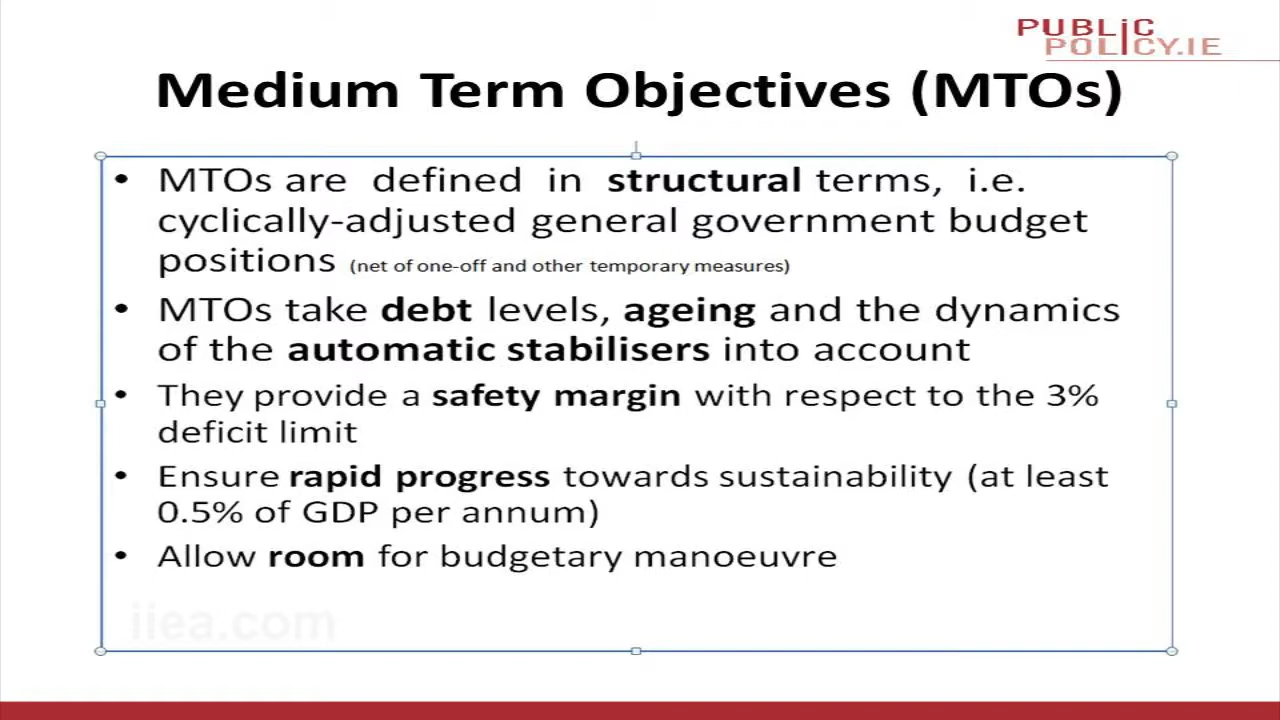 PUBLIC
POLICY.IE
Medium Term Objectives (MTOs)
• MTOs are defined in structural terms, i.e.
cyclically-adjusted general government budget
positions (net of one-off and other temporary measures)
• MTOs take debt levels, ageing and the dynamics
of the automatic stabilisers into account
• They provide a safety margin with respect to the 3%
deficit limit
• Ensure rapid progress towards sustainability (at least
0.5% of GDP per annum)
• Allow room for budgetary manoeuvre
iiea.com